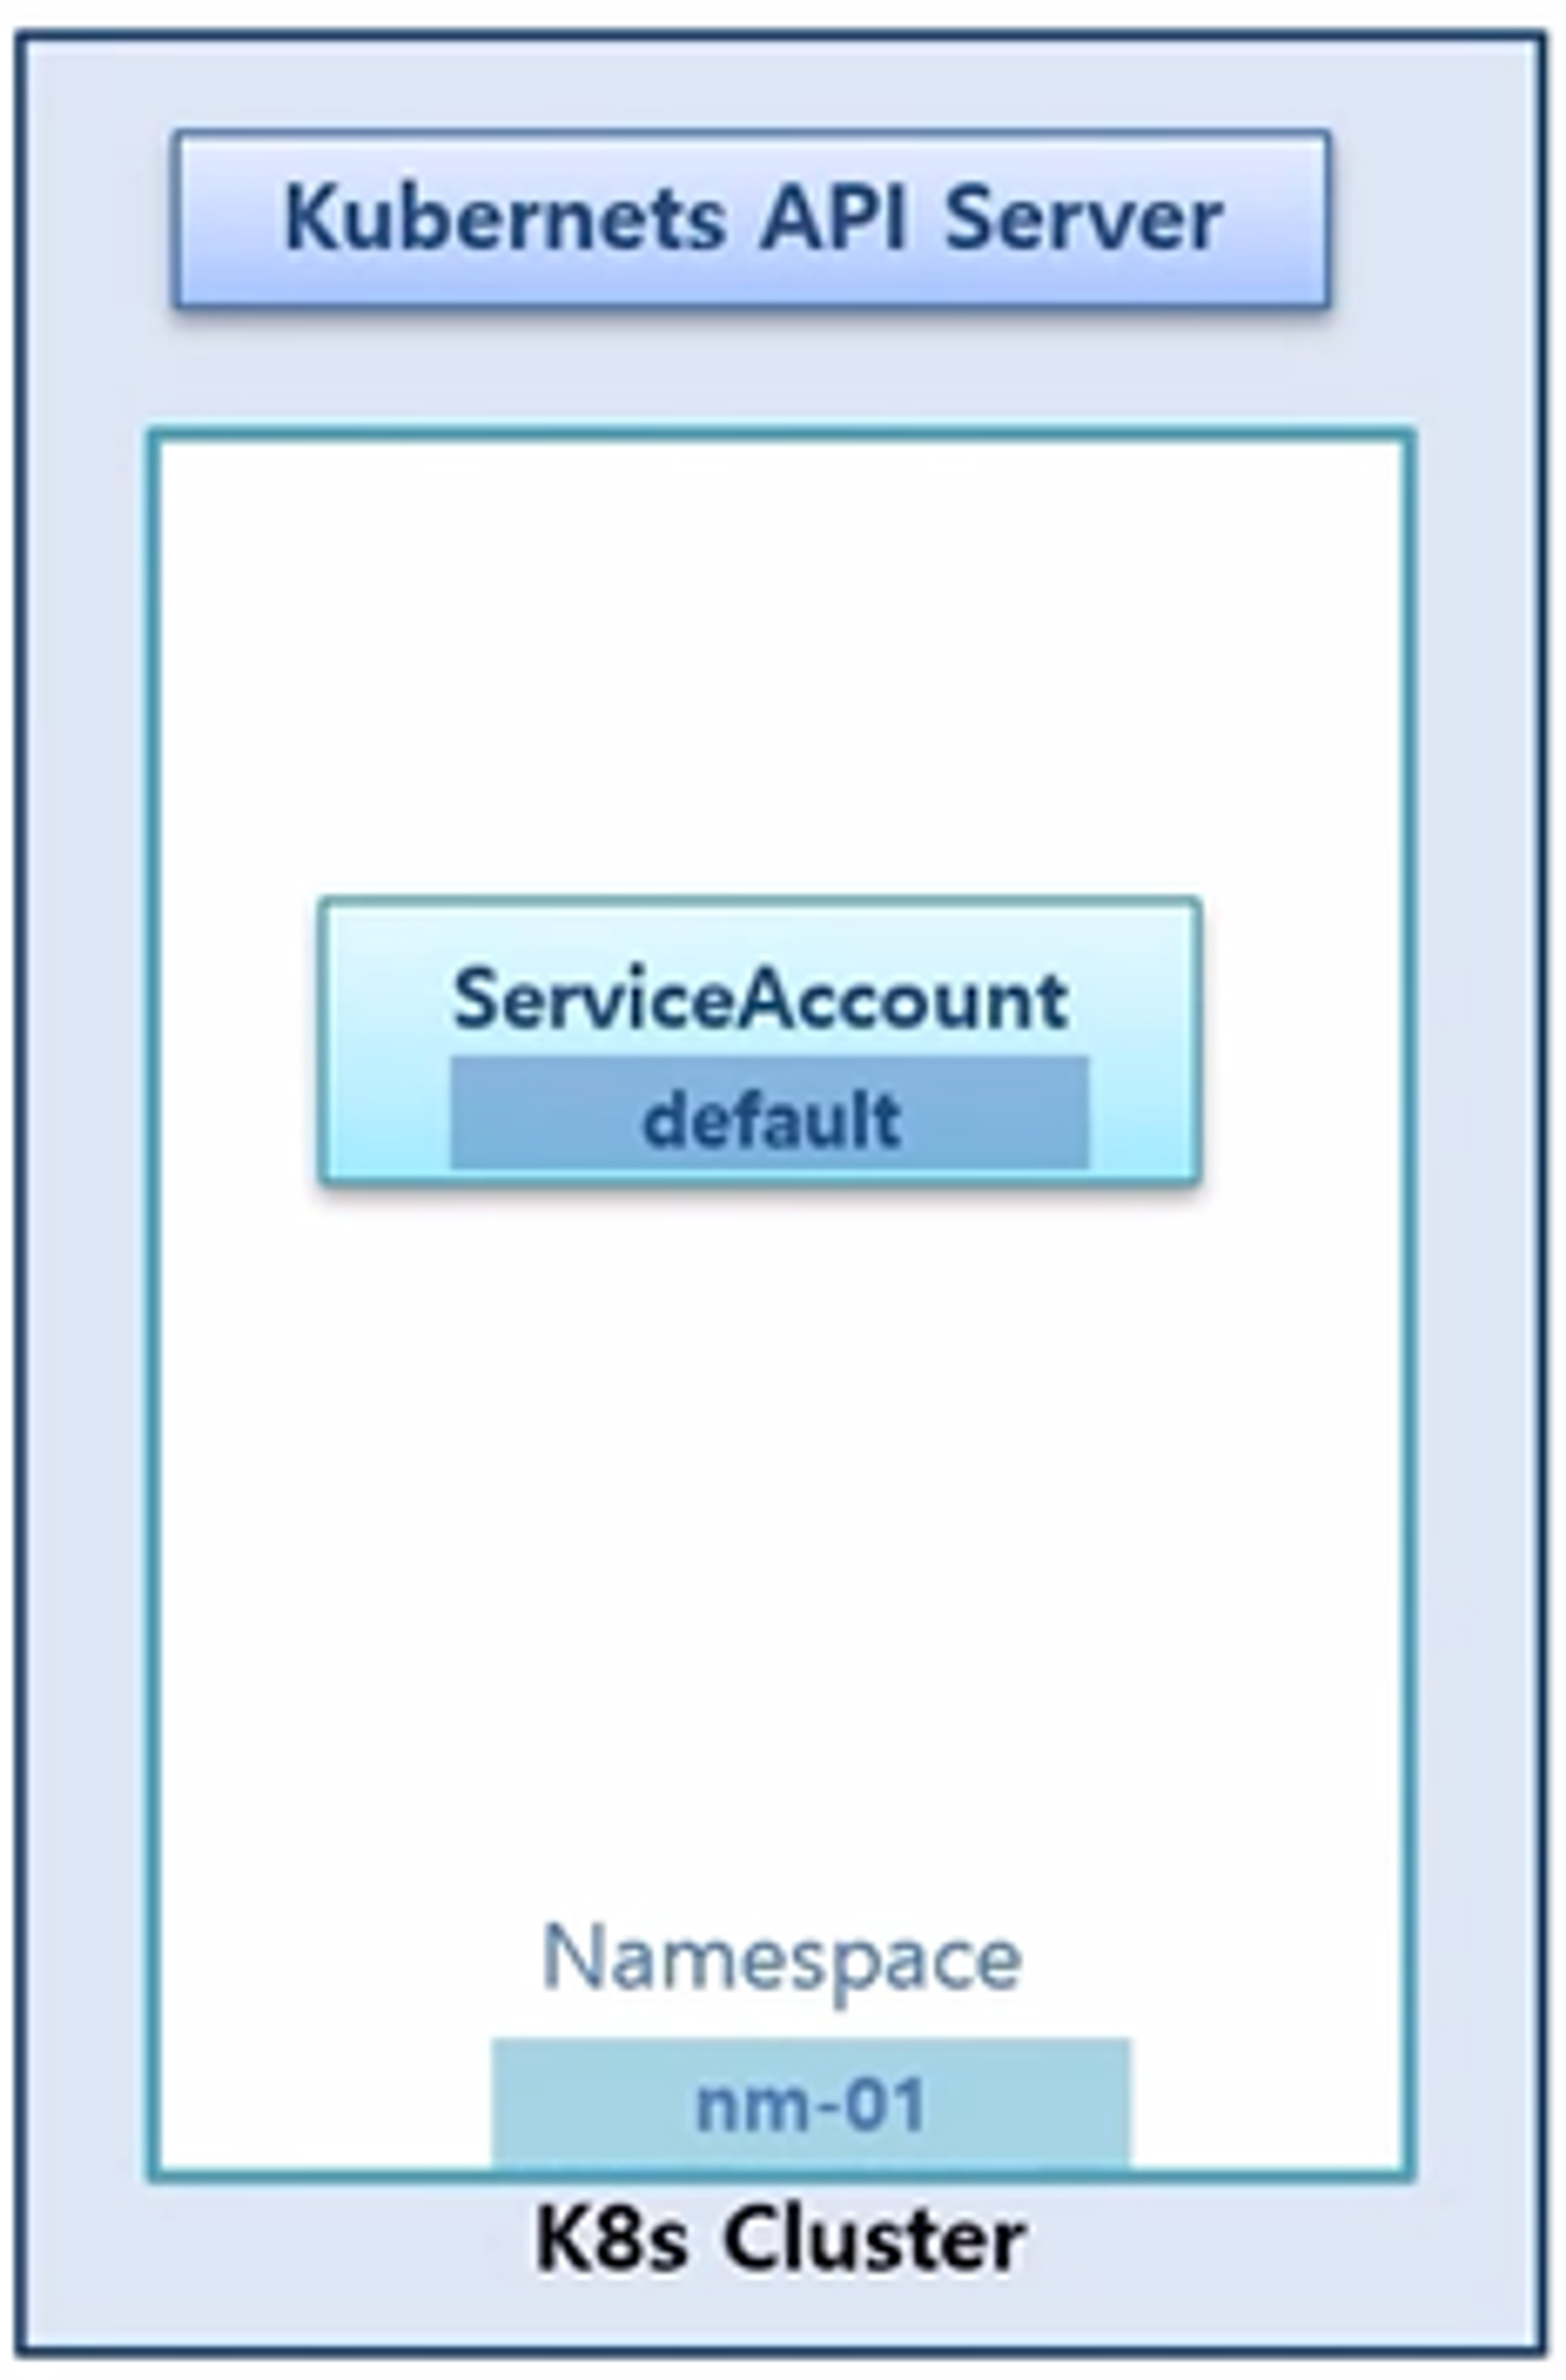 Kubernets API Server
ServiceAccount
default
Namespace
nm-01
K8s Cluster